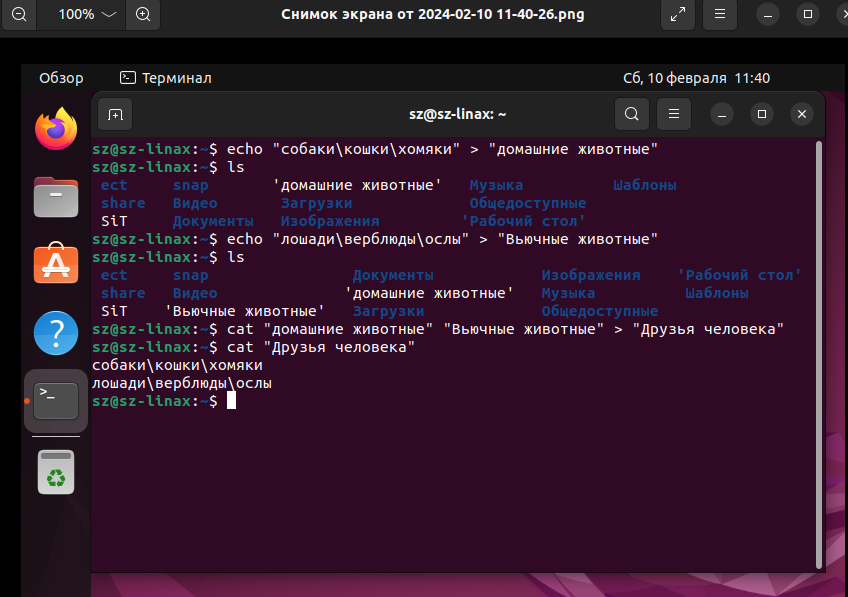 100%
Снимок экрана от 2024-02-10 11-40-26.png
Обзор Терминал Сб, 10 февраля 11:40
sz@sz-linax: ~
sz@sz-linax:~$ echo "собаки\кошки\хомяки" > "домашние животные"
sz@sz-linax:~$ ls
ect snap 'домашние животные' Музыка Шаблоны
share Видео Загрузки Общедоступные
SiT Документы Изображения 'Рабочий стол'
sz@sz-linax:~$ echo "лошади\верблюды\ослы" > "Вьючные животные"
sz@sz-linax:~$ ls
ect snap Документы Изображения 'Рабочий стол'
share Видео 'домашние животные' Музыка Шаблоны
SiT 'Вьючные животные' Загрузки Общедоступные
sz@sz-linax:~$ cat "домашние животные" "Вьючные животные" > "Друзья человека"
sz@sz-linax:~$ cat "Друзья человека"
собаки\кошки\хомяки
лошади\верблюды\ослы
sz@sz-linax:~$